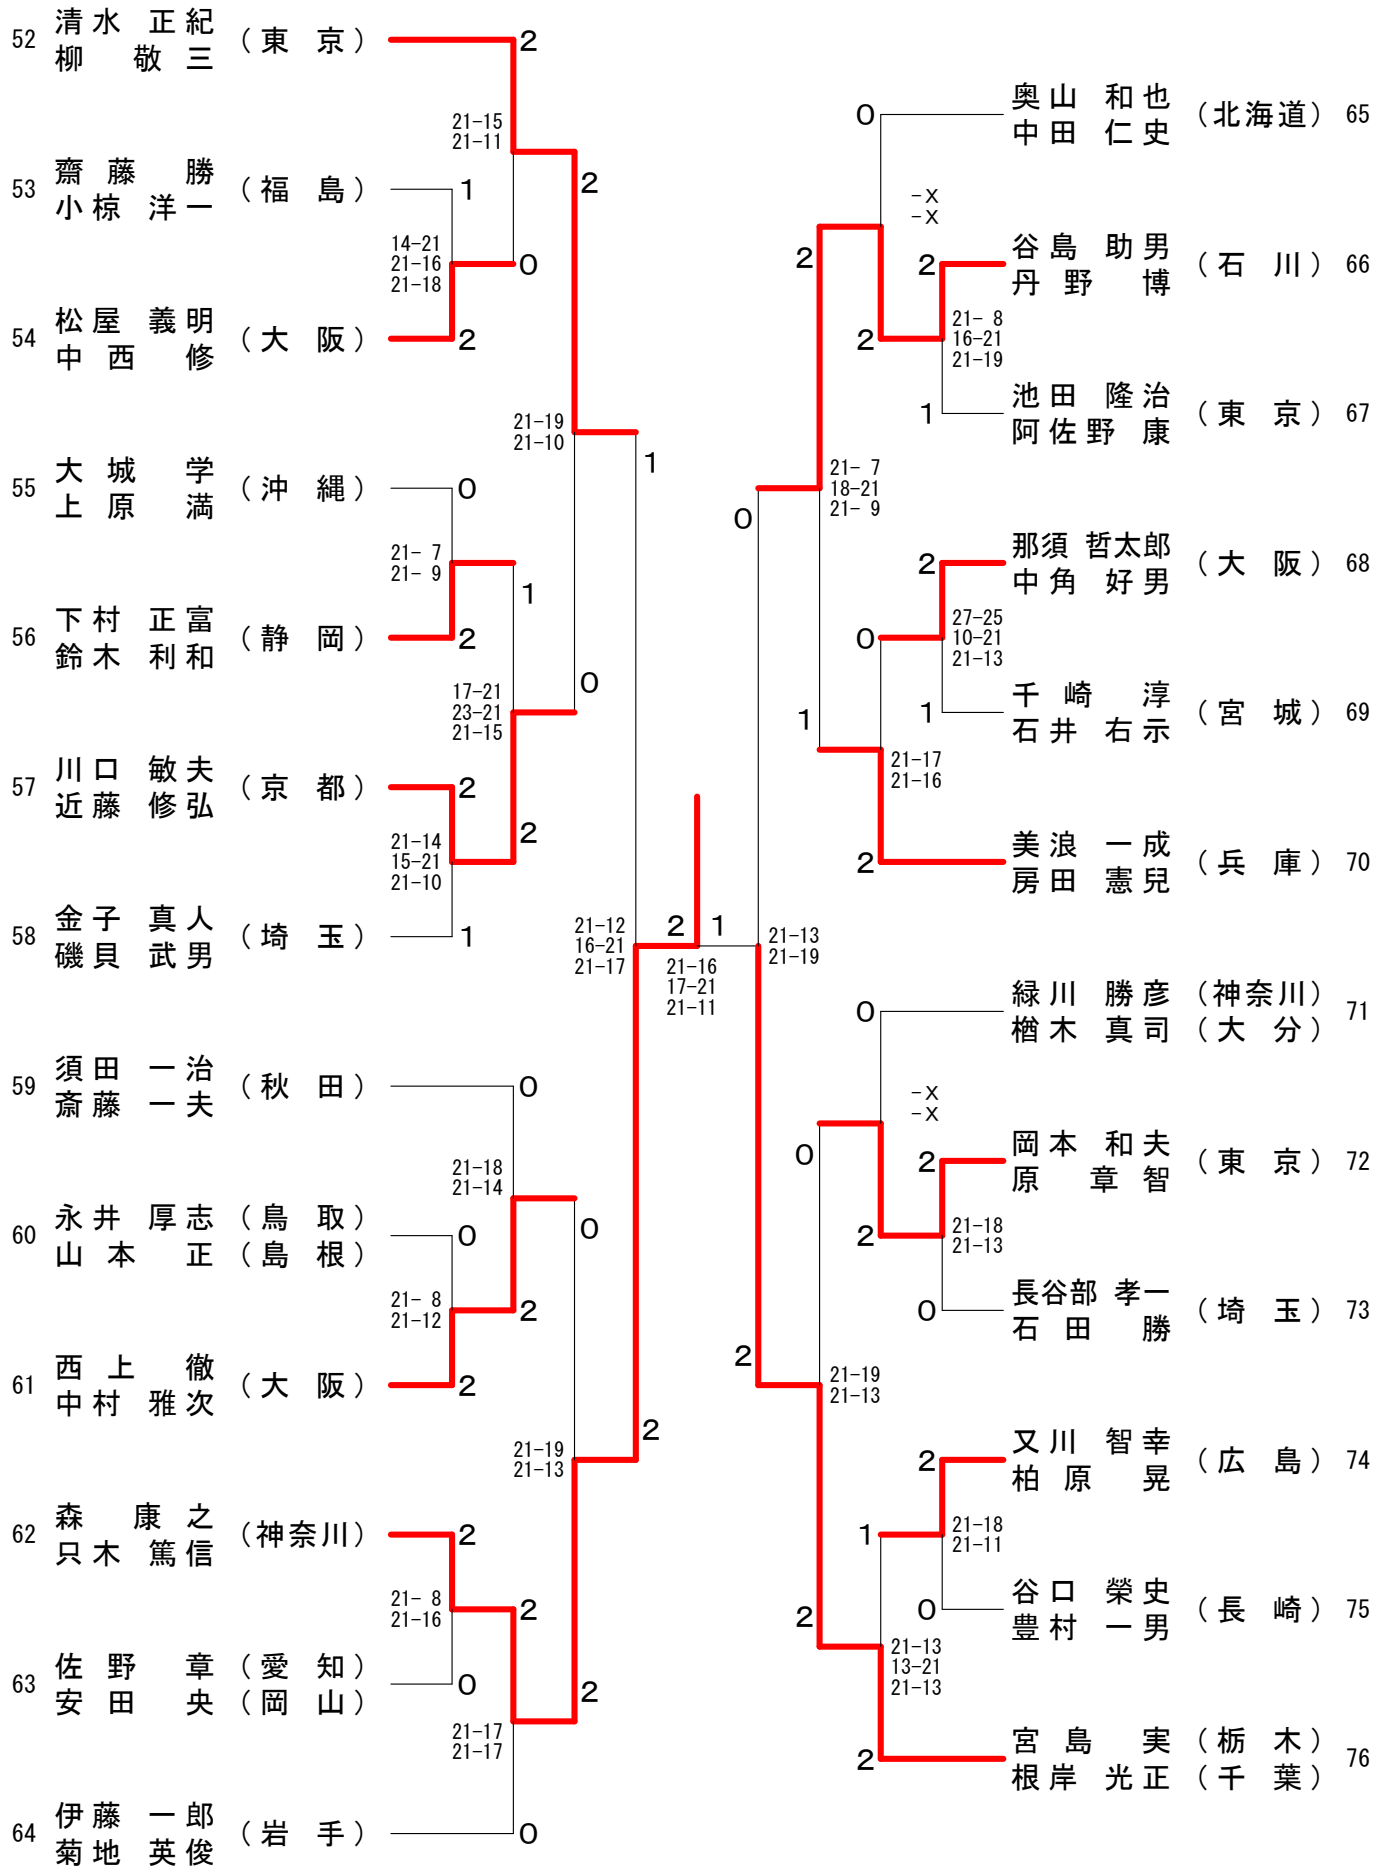 52 清水 正紀 (東 京) 2
柳 敬三
21-15
21-11
2
53 齋藤 勝 (福 島) 1
小椋 洋一
14-21
21-16
21-18
0
54 松屋 義明 (大 阪) 2
中西 修
21-19
21-10
1
55 大城 学 (沖 縄) 0
上原 満
21- 7
21- 9
1
56 下村 正富 (静 岡) 2
鈴木 利和
0
17-21
23-21
21-15
57 川口 敏夫 (京 都) 2
近藤 修弘
21-14
15-21
21-10
2
58 金子 真人 (埼 玉) 1
磯貝 武男
21-12
16-21
21-17
59 須田 一治 (秋 田) 0
斎藤 一夫
21-18
21-14
0
60 永井 厚志 (鳥 取) 0
山本 正 (島 根)
21- 8
21-12
2
61 西上 徹 (大 阪) 2
中村 雅次
21-19
21-13
2
62 森 康之 (神奈川) 2
只木 篤信
21- 8
21-16
2
63 佐野 章 (愛 知) 0
安田 央 (岡 山)
2
21-17
21-17
64 伊藤 一郎 (岩 手) 0
菊地 英俊
2 1
21-16
17-21
21-11
0 奥山 和也 (北海道) 65
中田 仁史
-X
-X
2
2 谷島 助男 (石 川) 66
丹野 博
2
21- 8
16-21
21-19
1 池田 隆治 (東 京) 67
阿佐野 康
0
21- 7
18-21
21- 9
2 那須 哲太郎 (大 阪) 68
中角 好男
0
27-25
10-21
21-13
1 千崎 淳 (宮 城) 69
石井 右示
1
21-17
21-16
2 美浪 一成 (兵 庫) 70
房田 憲兒
21-13
21-19
0 緑川 勝彦 (神奈川) 71
楢木 真司 (大 分)
-X
-X
0
2 岡本 和夫 (東 京) 72
原 章智
2
21-18
21-13
0 長谷部 孝一 (埼 玉) 73
石田 勝
2
21-19
21-13
2 又川 智幸 (広 島) 74
柏原 晃
1
21-18
21-11
0 谷口 榮史 (長 崎) 75
豊村 一男
2
21-13
13-21
21-13
2 宮島 実 (栃 木) 76
根岸 光正 (千 葉)